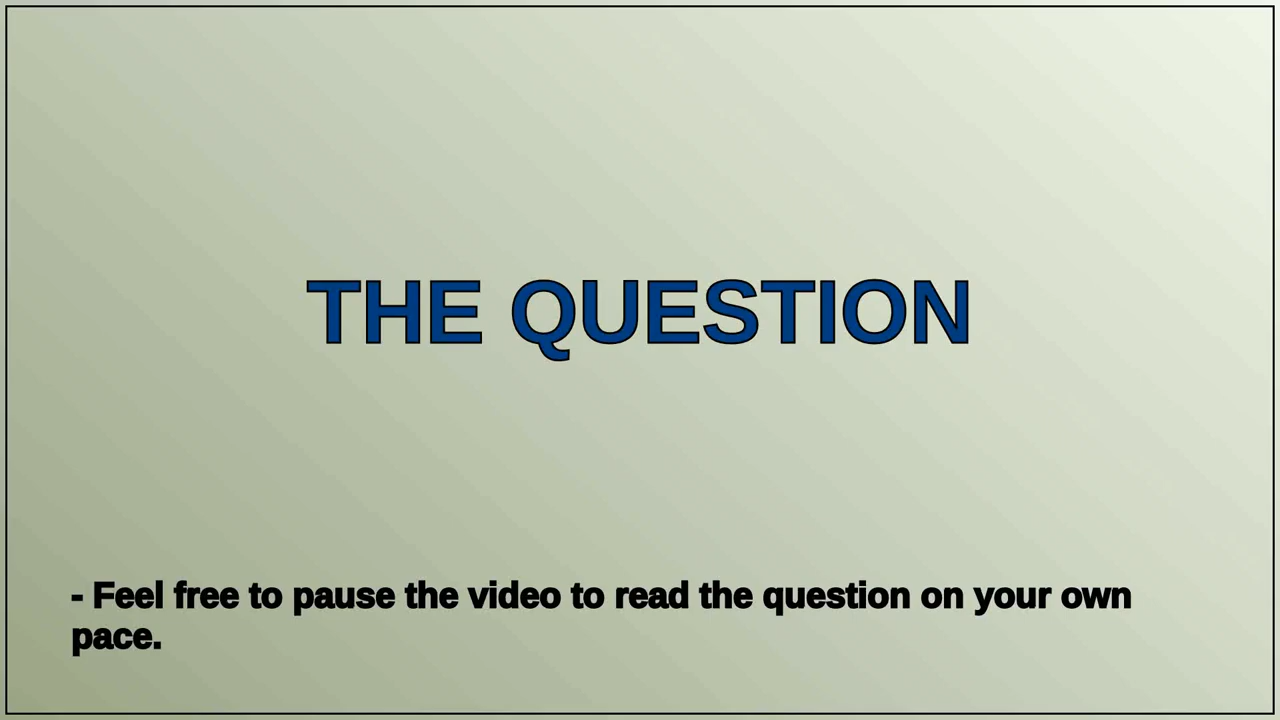 THE QUESTION
- Feel free to pause the video to read the question on your own
pace.